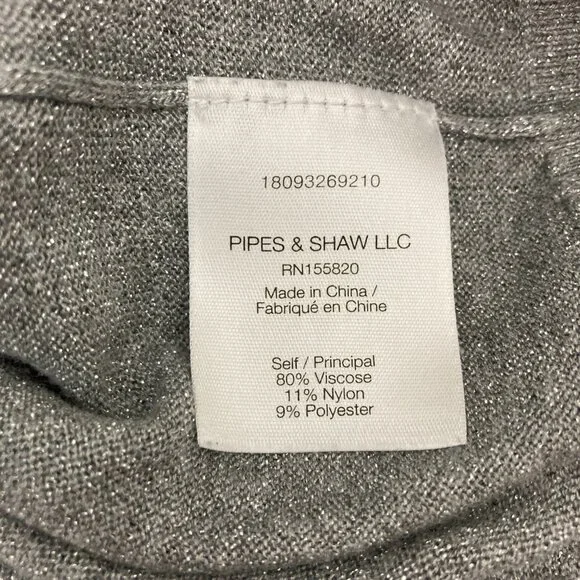 18093269210
PIPES & SHAW LLC
RN155820
Made in China /
Fabriqué en Chine
Self / Principal
80% Viscose
11% Nylon
9% Polyester